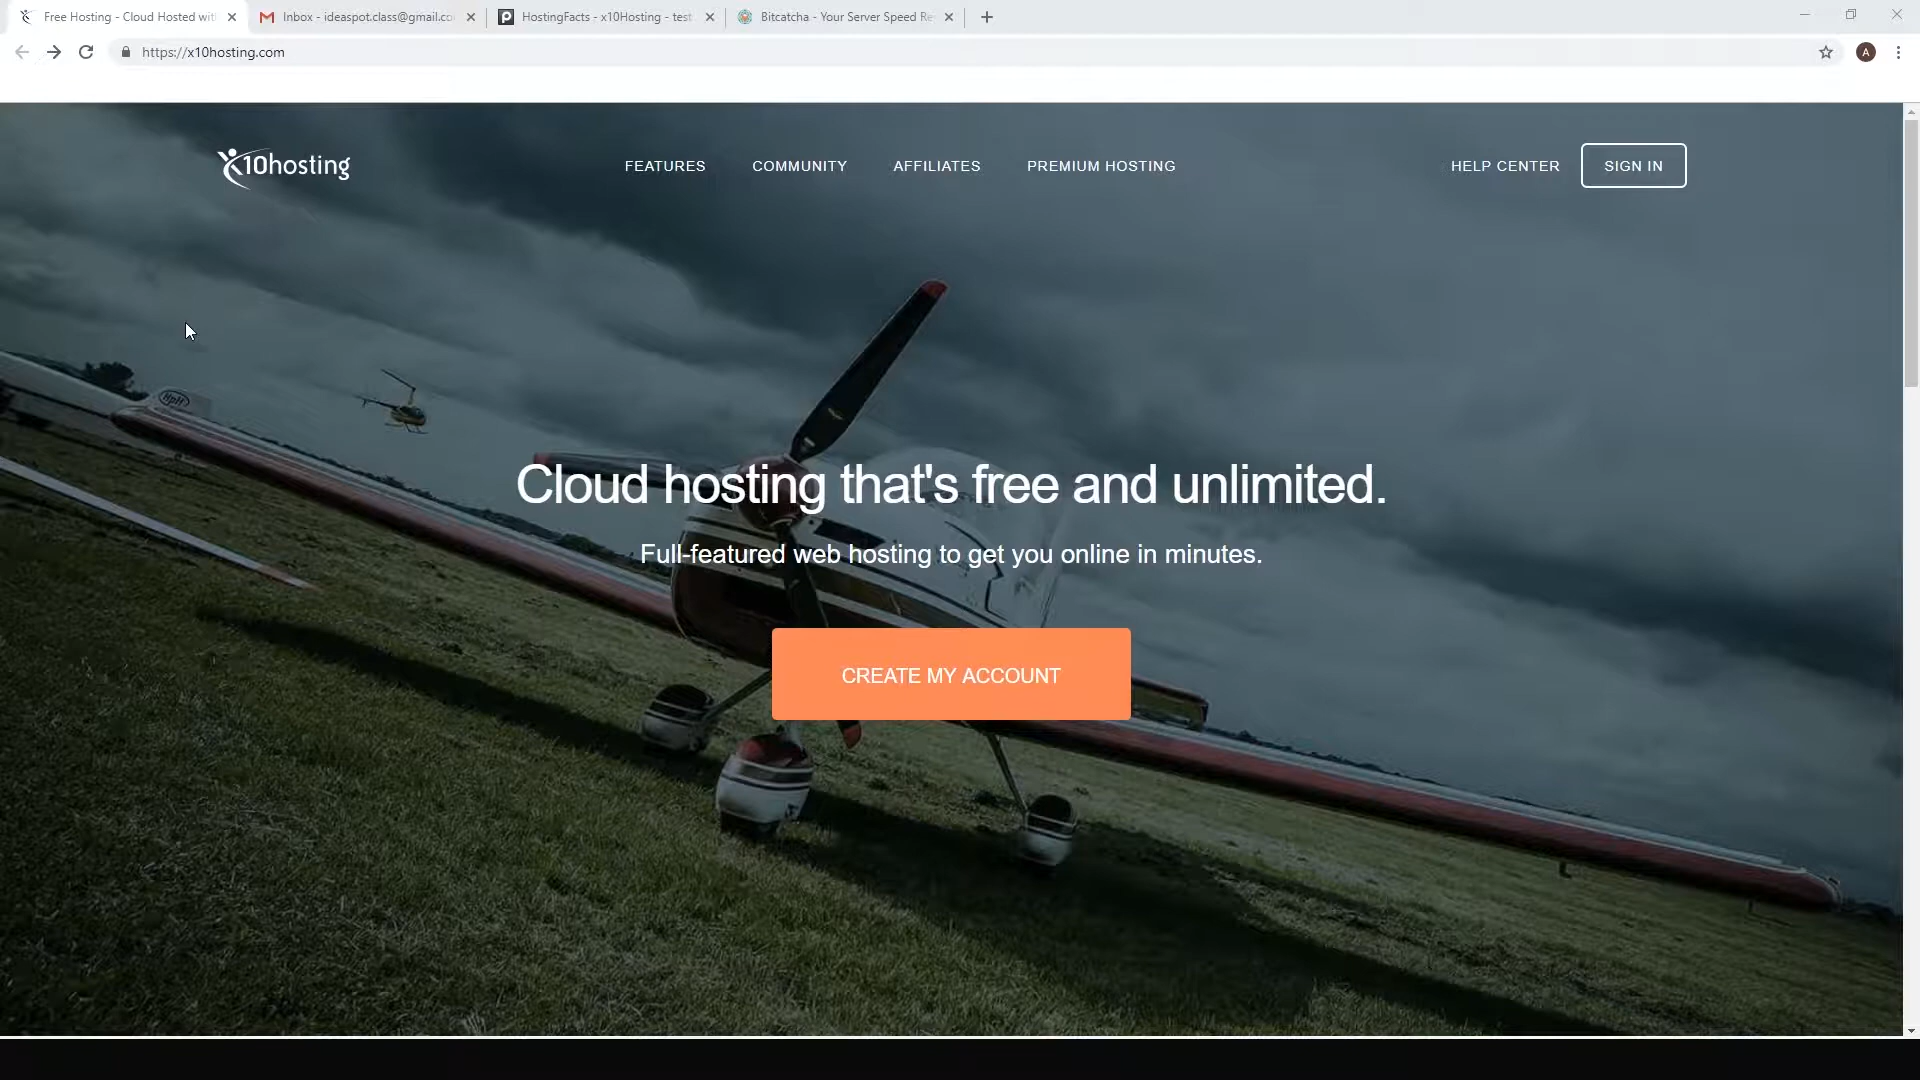 Free Hosting - Cloud Hosted wit
Inbox - ideaspot.class@gmail.co
HostingFacts - x10Hosting - test
Bitcatcha - Your Server Speed Re
https://x10hosting.com
A
x10hosting
FEATURES
COMMUNITY
AFFILIATES
PREMIUM HOSTING
HELP CENTER
SIGN IN
HpH
Cloud hosting that's free and unlimited.
Full-featured web hosting to get you online in minutes.
CREATE MY ACCOUNT